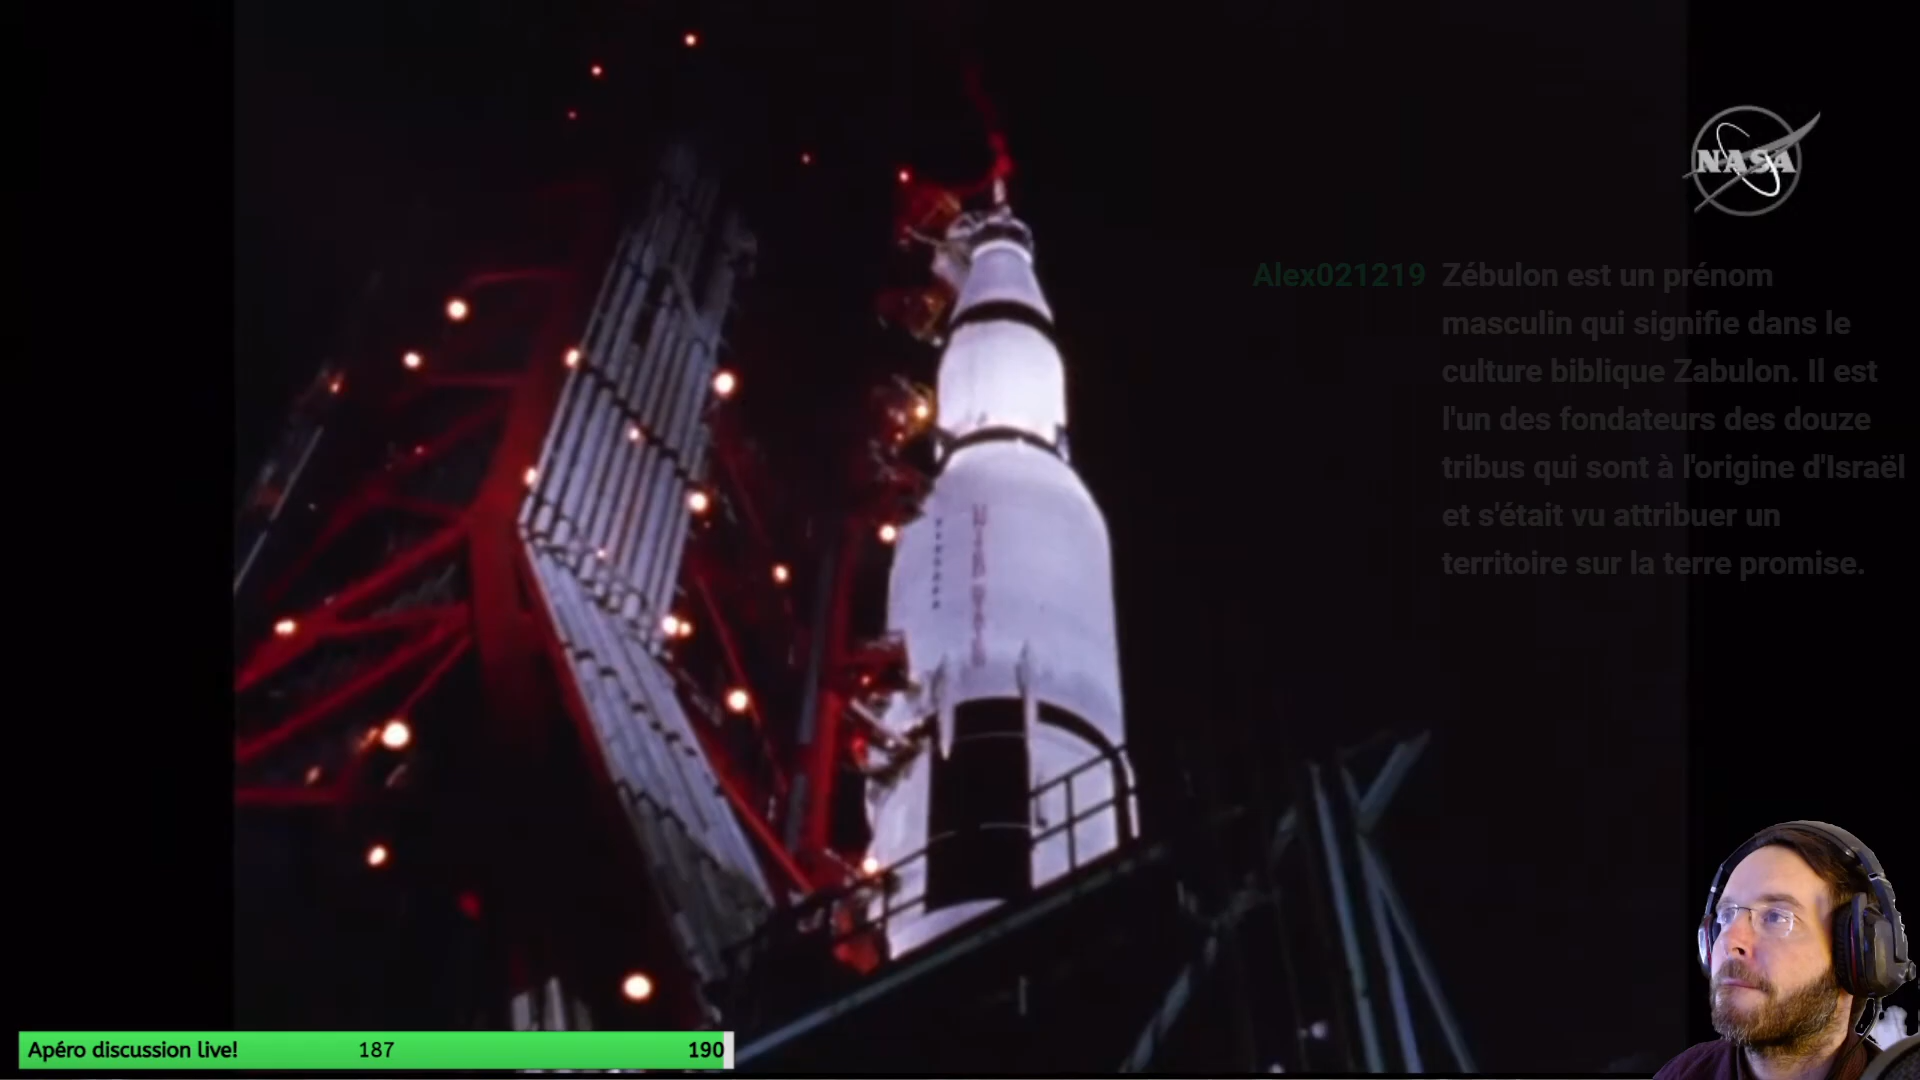 NASA
Alex021219 Zébulon est un prénom
masculin qui signifie dans le
culture biblique Zabulon. Il est
l'un des fondateurs des douze
tribus qui sont à l'origine d'Israël
et s'était vu attribuer un
territoire sur la terre promise.
Apéro discussion live! 187 190